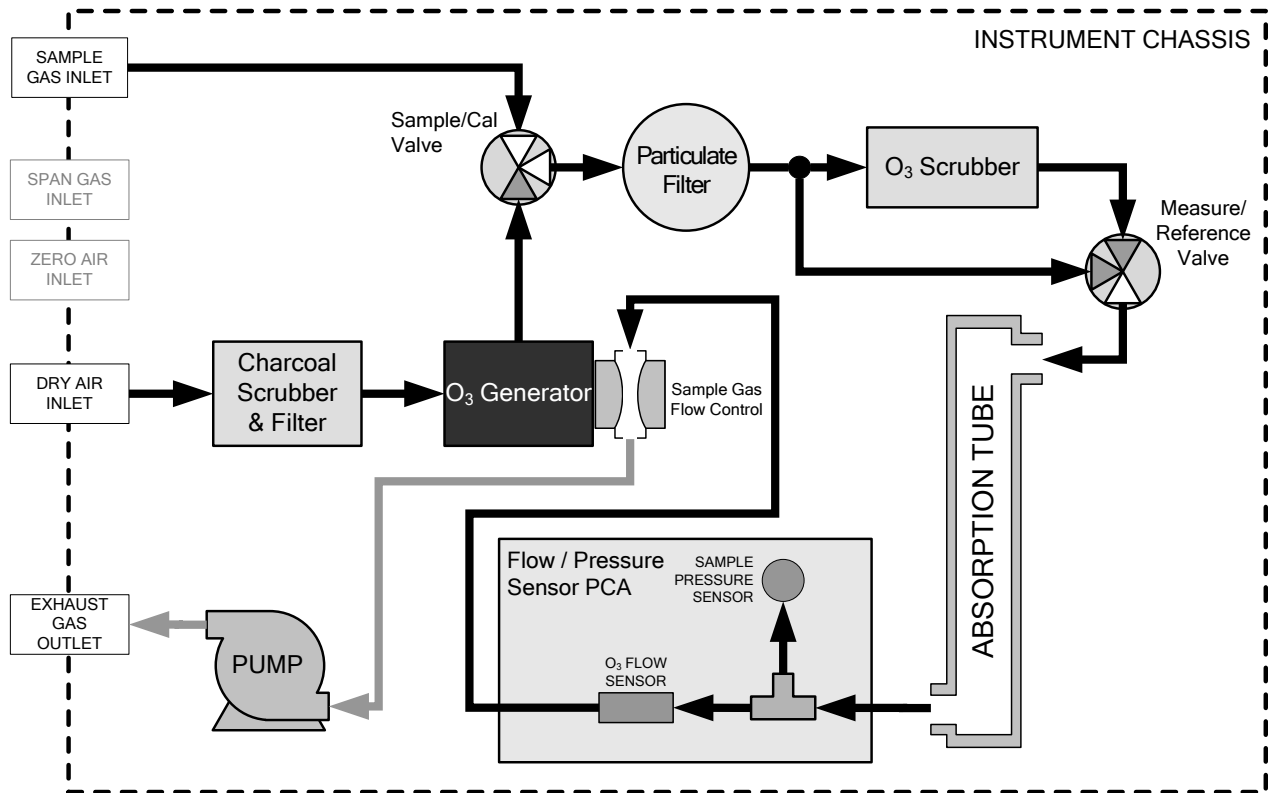 INSTRUMENT CHASSIS
SAMPLE
GAS INLET
Sample/Cal
Valve
Particulate
Filter
O₃ Scrubber
SPAN GAS
INLET
Measure/
Reference
Valve
ZERO AIR
INLET
DRY AIR
INLET
Charcoal
Scrubber
& Filter
O₃ Generator
Sample Gas
Flow Control
ABSORPTION TUBE
Flow / Pressure
Sensor PCA
SAMPLE
PRESSURE
SENSOR
EXHAUST
GAS
OUTLET
PUMP
O₃ FLOW
SENSOR